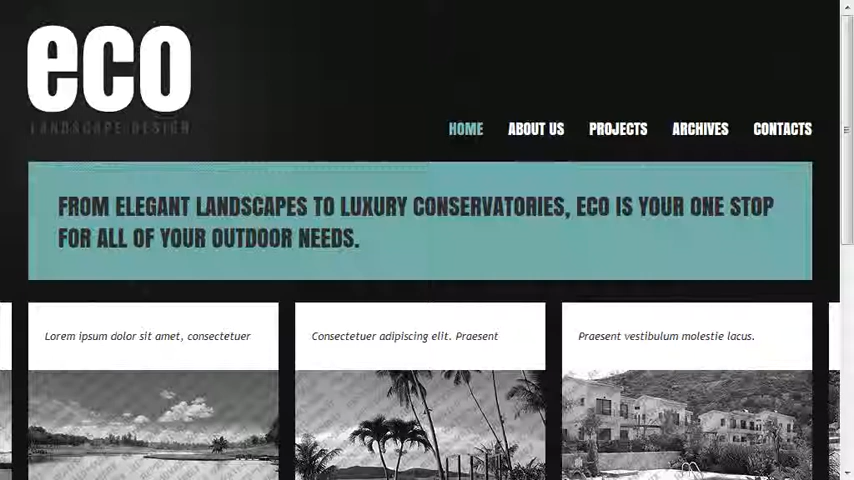 eco
LANDSCAPE DESIGN
HOME ABOUT US PROJECTS ARCHIVES CONTACTS
FROM ELEGANT LANDSCAPES TO LUXURY CONSERVATORIES, ECO IS YOUR ONE STOP
FOR ALL OF YOUR OUTDOOR NEEDS.
Lorem ipsum dolor sit amet, consectetuer
Consectetuer adipiscing elit. Praesent
Praesent vestibulum molestie lacus.